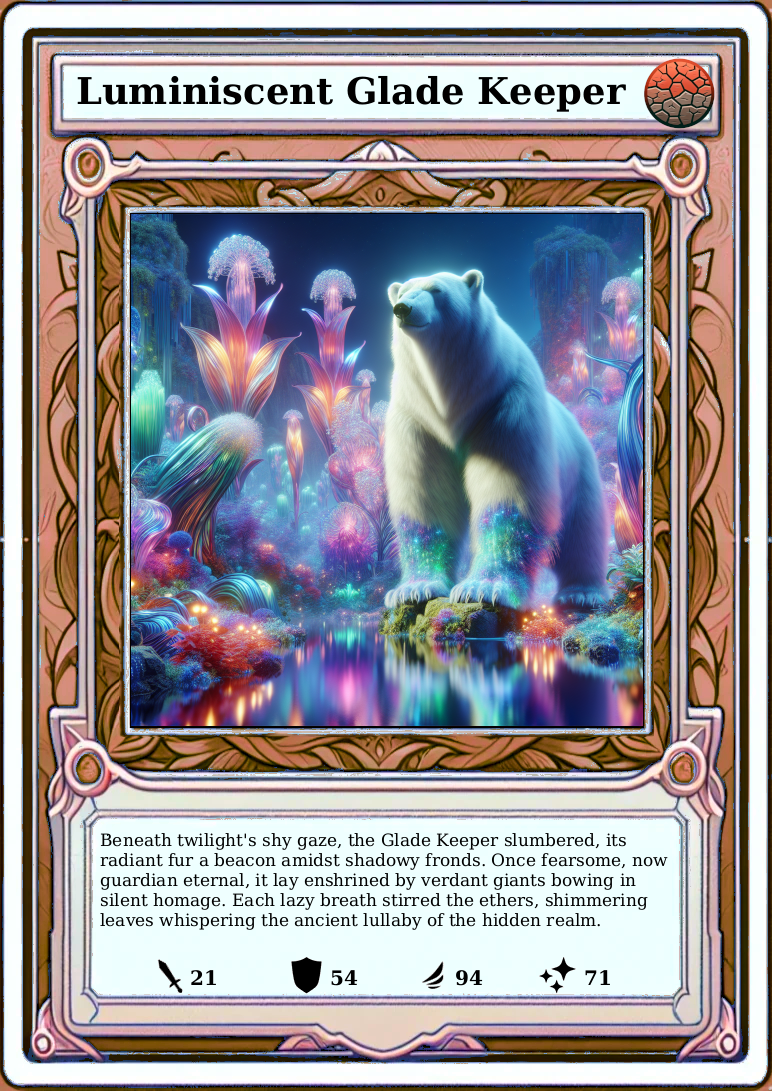 Luminiscent Glade Keeper
Beneath twilight's shy gaze, the Glade Keeper slumbered, its
radiant fur a beacon amidst shadowy fronds. Once fearsome, now
guardian eternal, it lay enshrined by verdant giants bowing in
silent homage. Each lazy breath stirred the ethers, shimmering
leaves whispering the ancient lullaby of the hidden realm.
21 54 94 71